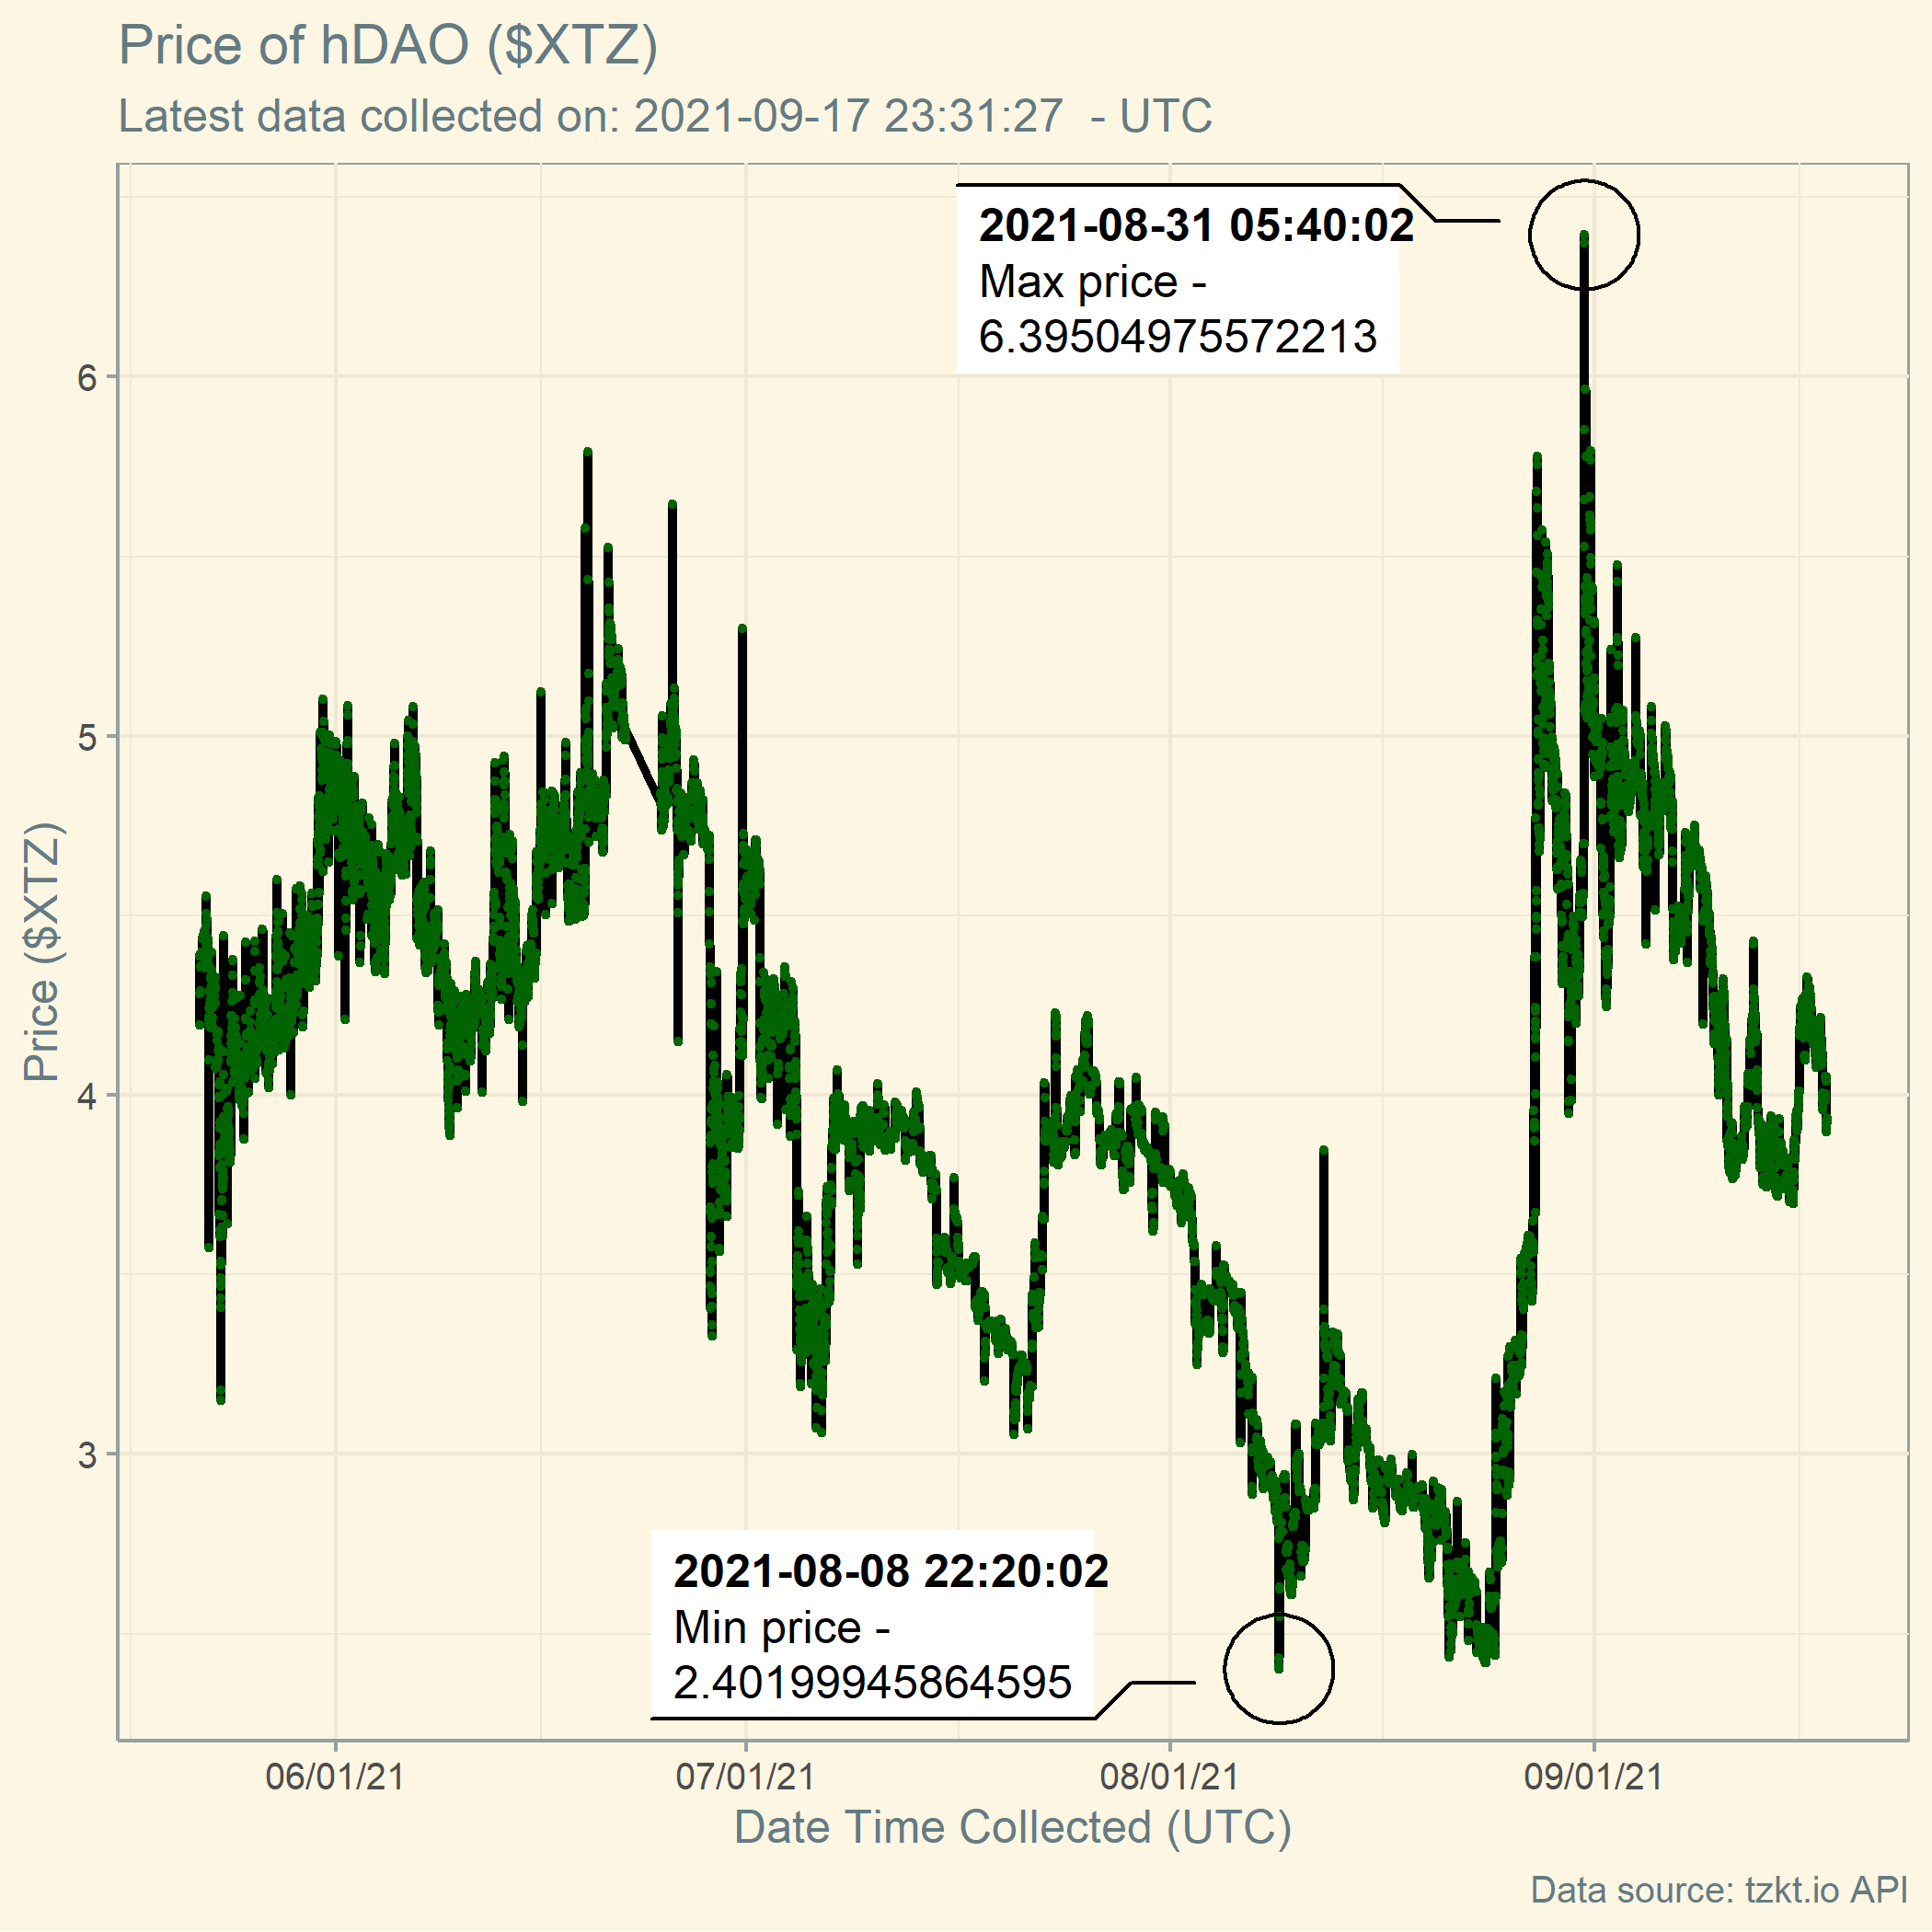 Price of hDAO ($XTZ)
Latest data collected on: 2021-09-17 23:31:27  - UTC
2021-08-31 05:40:02
Max price -
6.39504975572213
6
5
4
3
Price ($XTZ)
2021-08-08 22:20:02
Min price -
2.40199945864595
06/01/21
07/01/21
08/01/21
09/01/21
Date Time Collected (UTC)
Data source: tzkt.io API